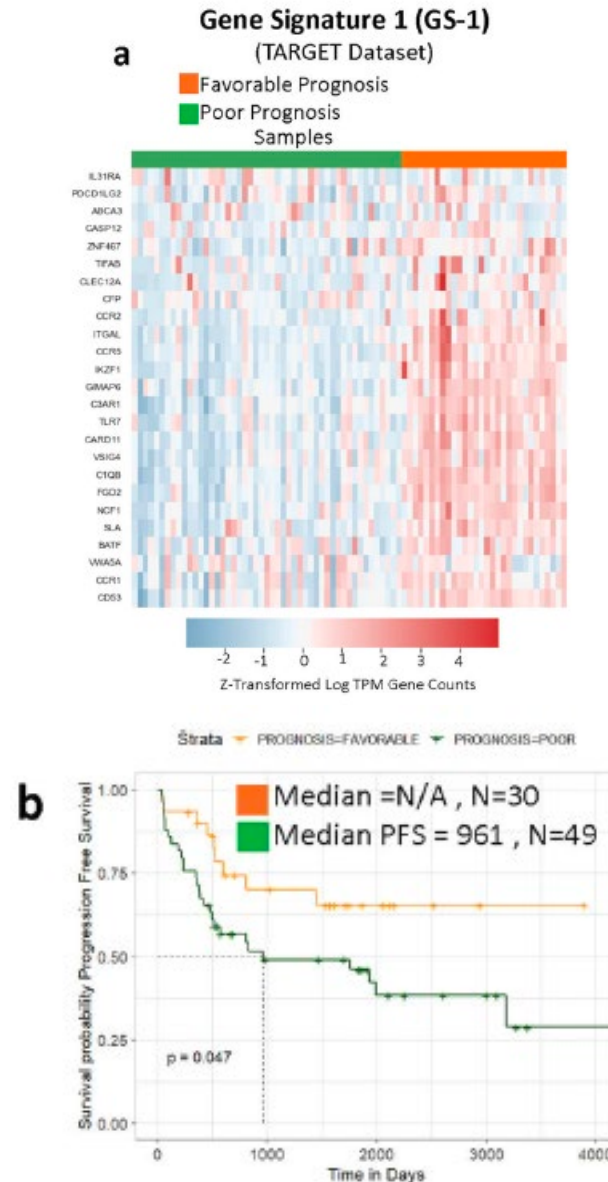 Gene Signature 1 (GS-1)
(TARGET Dataset)
a
Favorable Prognosis
Poor Prognosis
Samples
IL31RA
PDCD1LG2
ABCA3
CASP12
ZNF467
TIFAB
CLEC12A
CFP
CCR2
ITGAL
CCR5
IKZF1
GIMAP6
C3AR1
TLR7
CARD11
VSIG4
C1QB
FGD2
NCF1
SLA
BATF
VWA5A
CCR1
CD53
-2 -1 0 1 2 3 4
Z-Transformed Log TPM Gene Counts
Strata PROGNOSIS=FAVORABLE PROGNOSIS=POOR
b
Median =N/A , N=30
Median PFS = 961 , N=49
Survival probability Progression Free Survival
1.00
0.75
0.50
0.25
0.00
p = 0.047
0 1000 2000 3000 4000
Time in Days